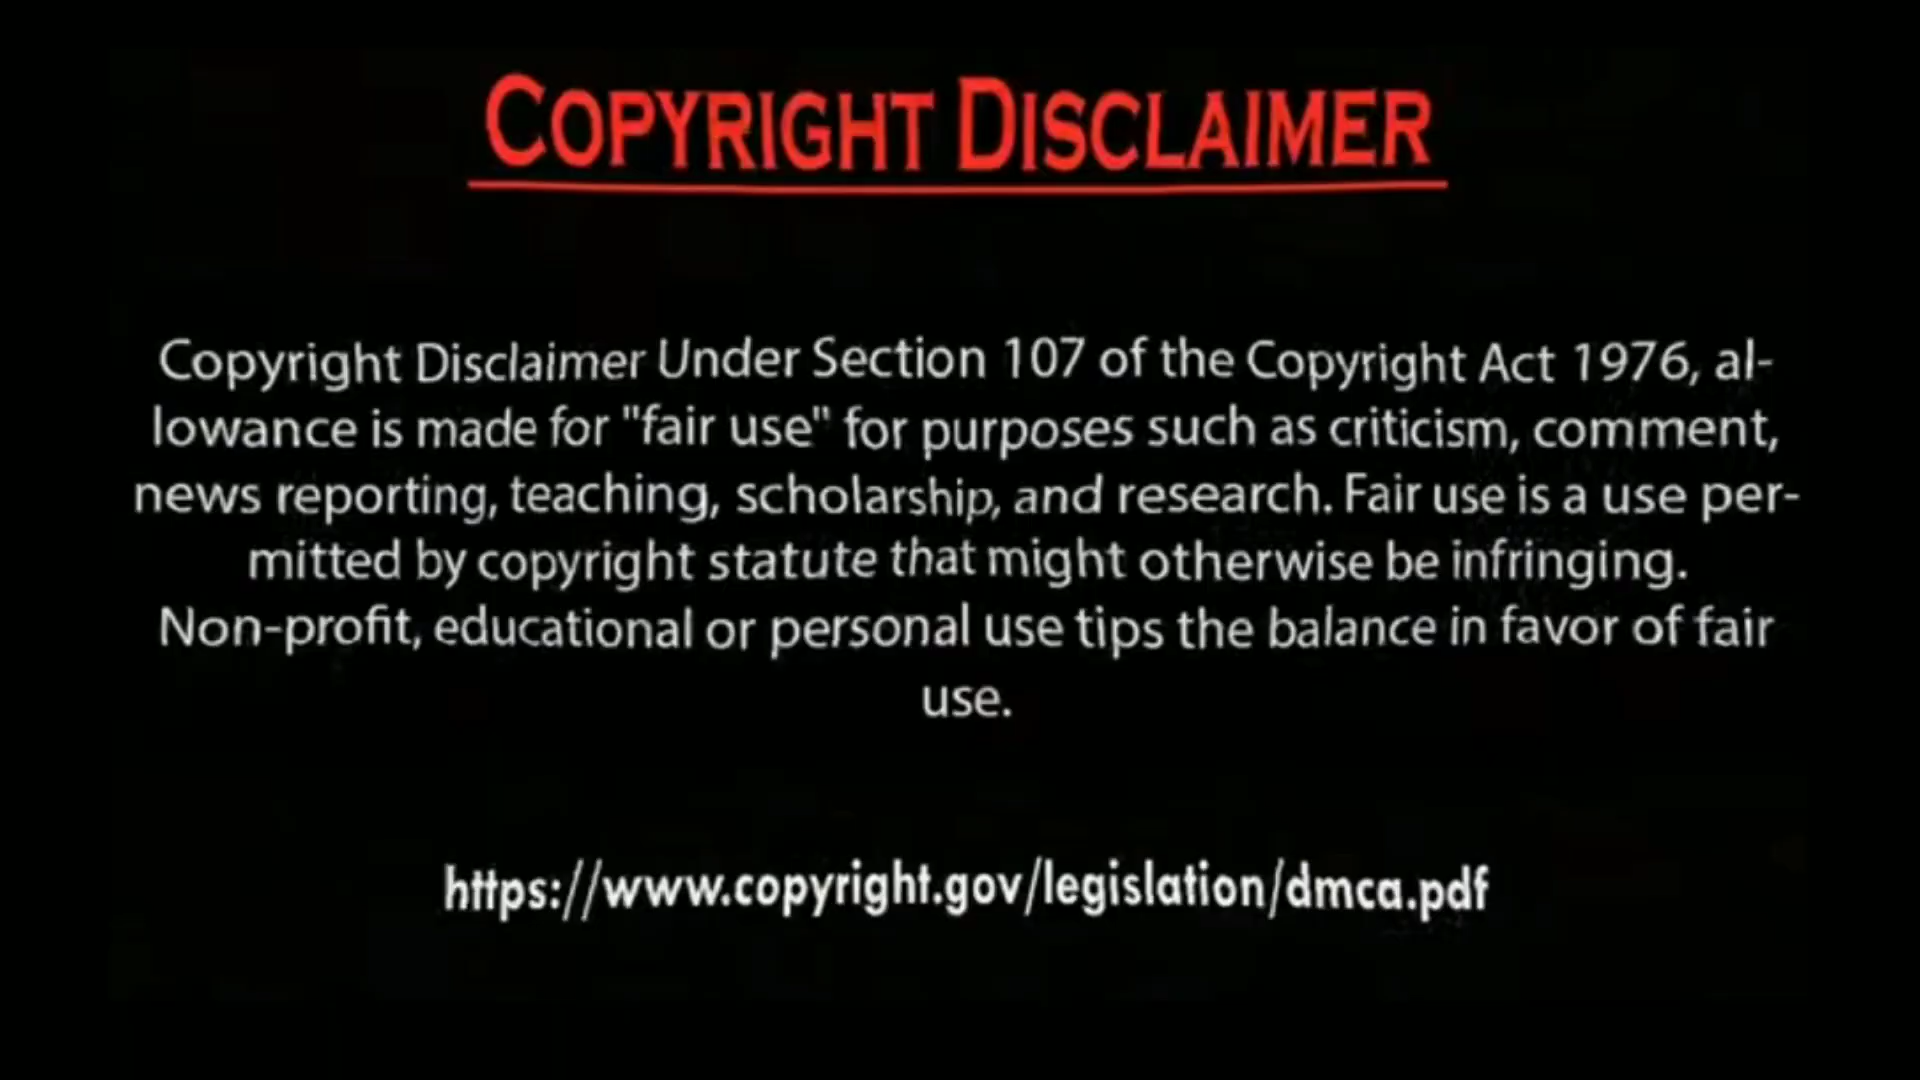 COPYRIGHT DISCLAIMER
Copyright Disclaimer Under Section 107 of the Copyright Act 1976, al-
lowance is made for "fair use" for purposes such as criticism, comment,
news reporting, teaching, scholarship, and research. Fair use is a use per-
mitted by copyright statute that might otherwise be infringing.
Non-profit, educational or personal use tips the balance in favor of fair
use.
https://www.copyright.gov/legislation/dmca.pdf